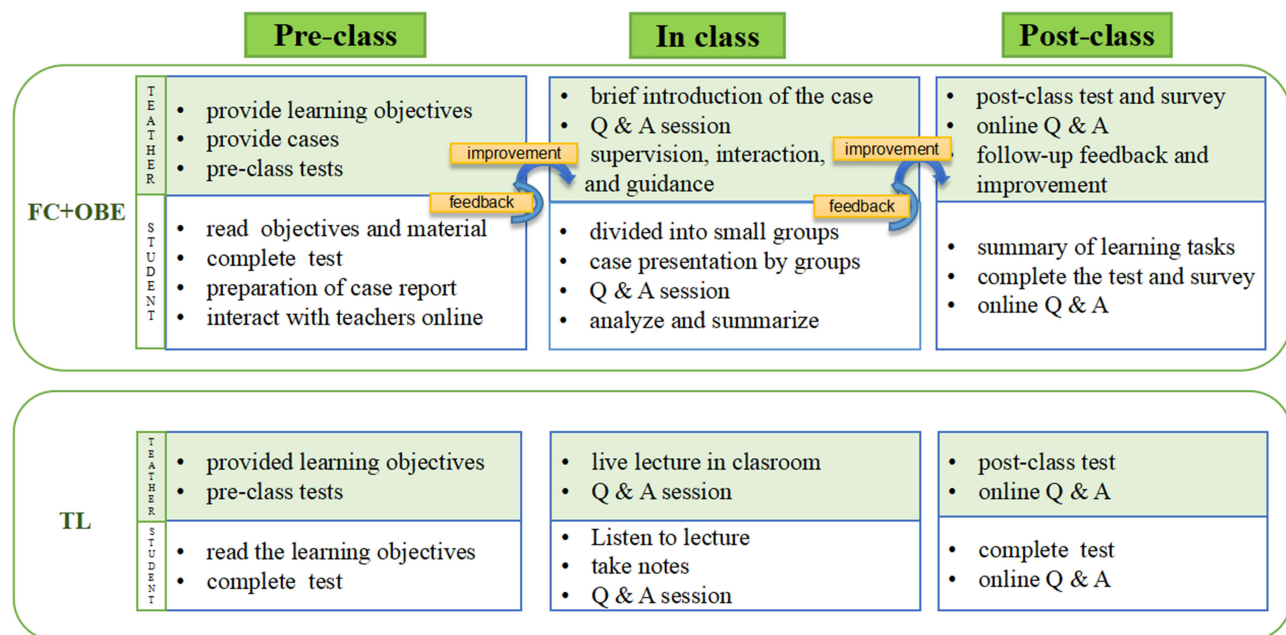 Pre-class
In class
Post-class
FC+OBE
TEATHER
• provide learning objectives
• provide cases
• pre-class tests
STUDENT
• read objectives and material
• complete test
• preparation of case report
• interact with teachers online
improvement
feedback
• brief introduction of the case
• Q & A session
supervision, interaction,
and guidance
• divided into small groups
• case presentation by groups
• Q & A session
• analyze and summarize
improvement
feedback
• post-class test and survey
• online Q & A
• follow-up feedback and
improvement
• summary of learning tasks
• complete the test and survey
• online Q & A
TL
TEATHER
• provided learning objectives
• pre-class tests
STUDENT
• read the learning objectives
• complete test
• live lecture in clasroom
• Q & A session
• Listen to lecture
• take notes
• Q & A session
• post-class test
• online Q & A
• complete test
• online Q & A